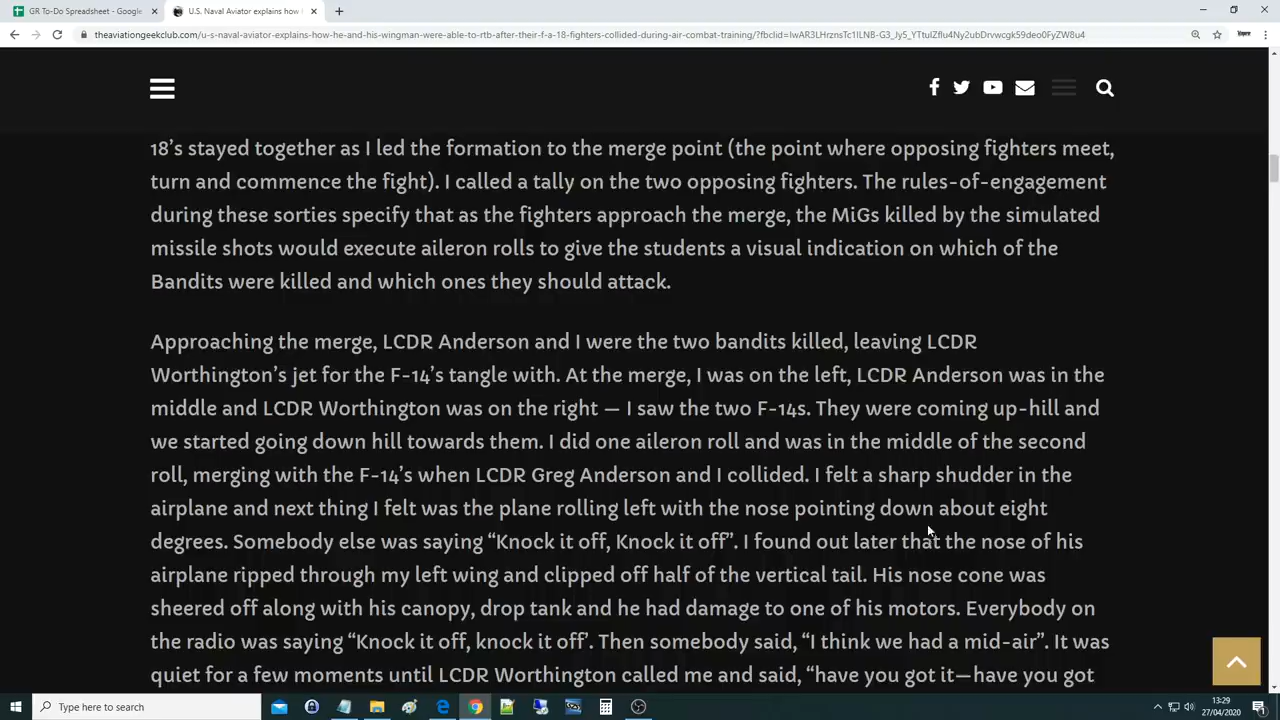 GR To-Do Spreadsheet - Google
U.S. Naval Aviator explains how
theaviationgeekclub.com/u-s-naval-aviator-explains-how-he-and-his-wingman-were-able-to-rtb-after-their-f-a-18-fighters-collided-during-air-combat-training/?fbclid=IwAR3LHrznsTc1ILNB-G3_Jy5_YTtuIZflu4Ny2ubDrvwcgk59deo0FyZW8u4
18’s stayed together as I led the formation to the merge point (the point where opposing fighters meet,
turn and commence the fight). I called a tally on the two opposing fighters. The rules-of-engagement
during these sorties specify that as the fighters approach the merge, the MiGs killed by the simulated
missile shots would execute aileron rolls to give the students a visual indication on which of the
Bandits were killed and which ones they should attack.
Approaching the merge, LCDR Anderson and I were the two bandits killed, leaving LCDR
Worthington’s jet for the F-14’s tangle with. At the merge, I was on the left, LCDR Anderson was in the
middle and LCDR Worthington was on the right — I saw the two F-14s. They were coming up-hill and
we started going down hill towards them. I did one aileron roll and was in the middle of the second
roll, merging with the F-14’s when LCDR Greg Anderson and I collided. I felt a sharp shudder in the
airplane and next thing I felt was the plane rolling left with the nose pointing down about eight
degrees. Somebody else was saying “Knock it off, Knock it off”. I found out later that the nose of his
airplane ripped through my left wing and clipped off half of the vertical tail. His nose cone was
sheered off along with his canopy, drop tank and he had damage to one of his motors. Everybody on
the radio was saying “Knock it off, knock it off’. Then somebody said, “I think we had a mid-air”. It was
quiet for a few moments until LCDR Worthington called me and said, “have you got it—have you got
Type here to search
13:29
27/04/2020